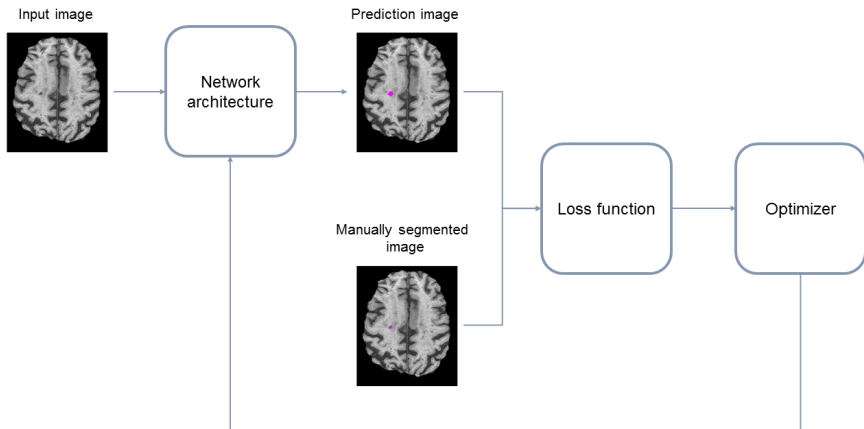 Input image
Prediction image
Network
architecture
Manually segmented
image
Loss function
Optimizer